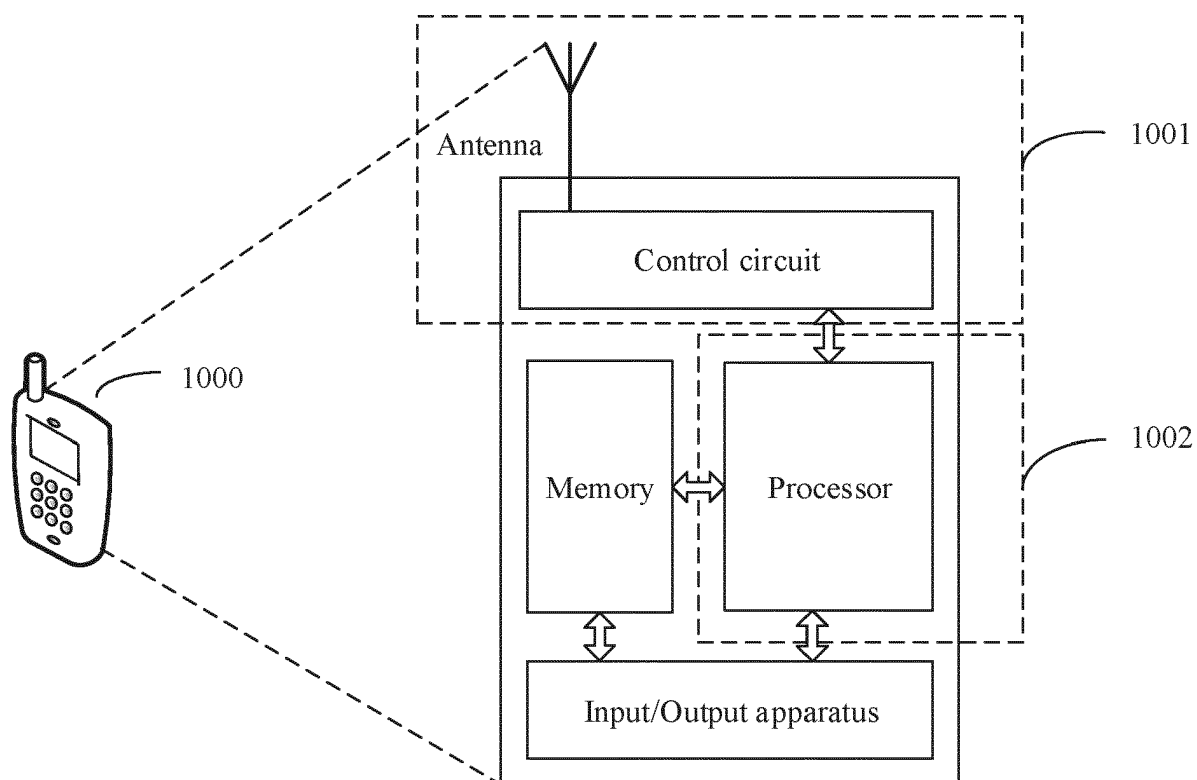 Antenna
1001
Control circuit
1000
1002
Memory
Processor
Input/Output apparatus